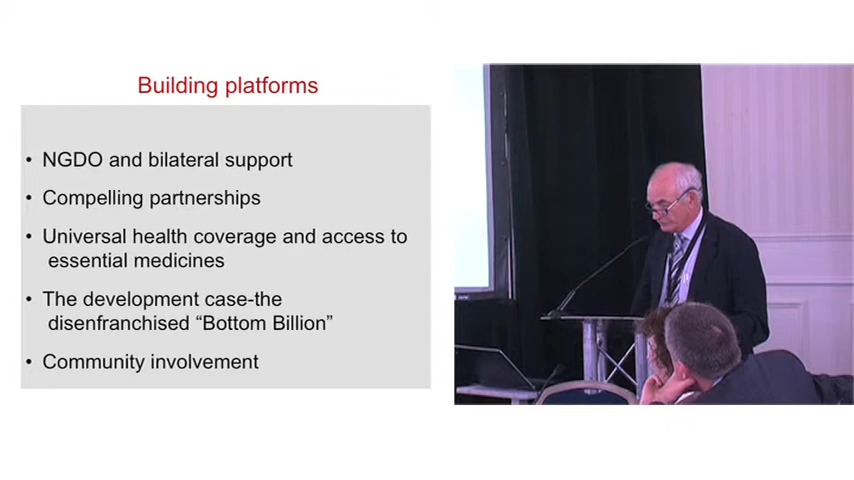 Building platforms
• NGDO and bilateral support
• Compelling partnerships
• Universal health coverage and access to
essential medicines
• The development case-the
disenfranchised “Bottom Billion”
• Community involvement